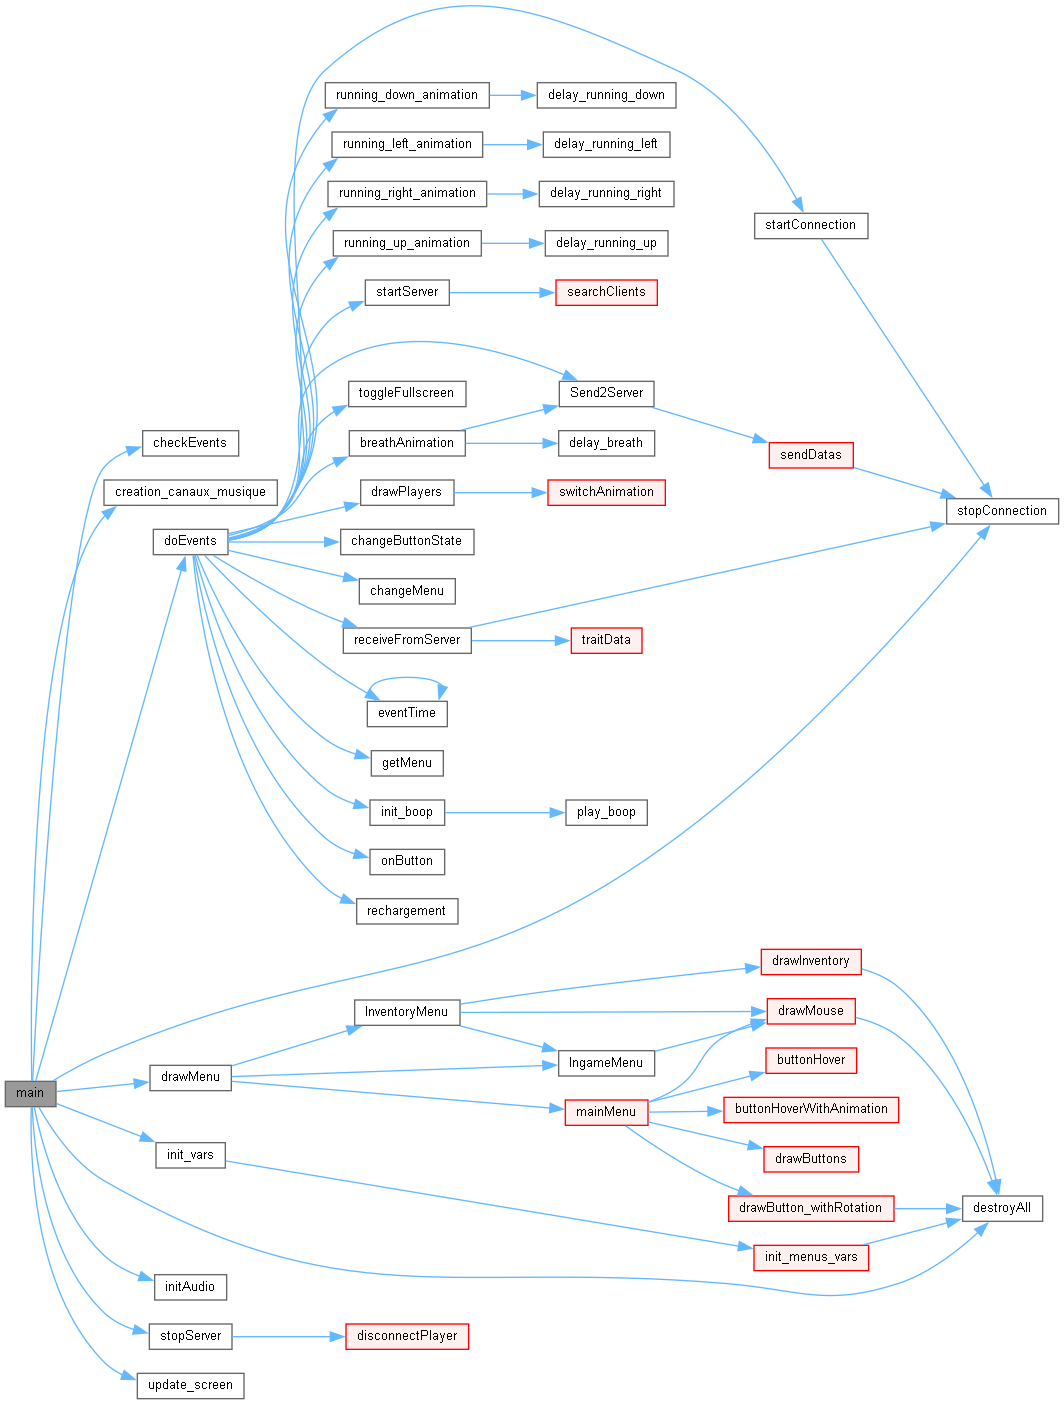 running_down_animation
delay_running_down
running_left_animation
delay_running_left
running_right_animation
delay_running_right
startConnection
running_up_animation
delay_running_up
startServer
searchClients
toggleFullscreen
Send2Server
checkEvents
breathAnimation
delay_breath
sendDatas
creation_canaux_musique
drawPlayers
switchAnimation
stopConnection
doEvents
changeButtonState
changeMenu
receiveFromServer
traitData
eventTime
getMenu
init_boop
play_boop
onButton
rechargement
drawInventory
InventoryMenu
drawMouse
IngameMenu
buttonHover
main
drawMenu
mainMenu
buttonHoverWithAnimation
init_vars
drawButtons
drawButton_withRotation
destroyAll
init_menus_vars
initAudio
stopServer
disconnectPlayer
update_screen